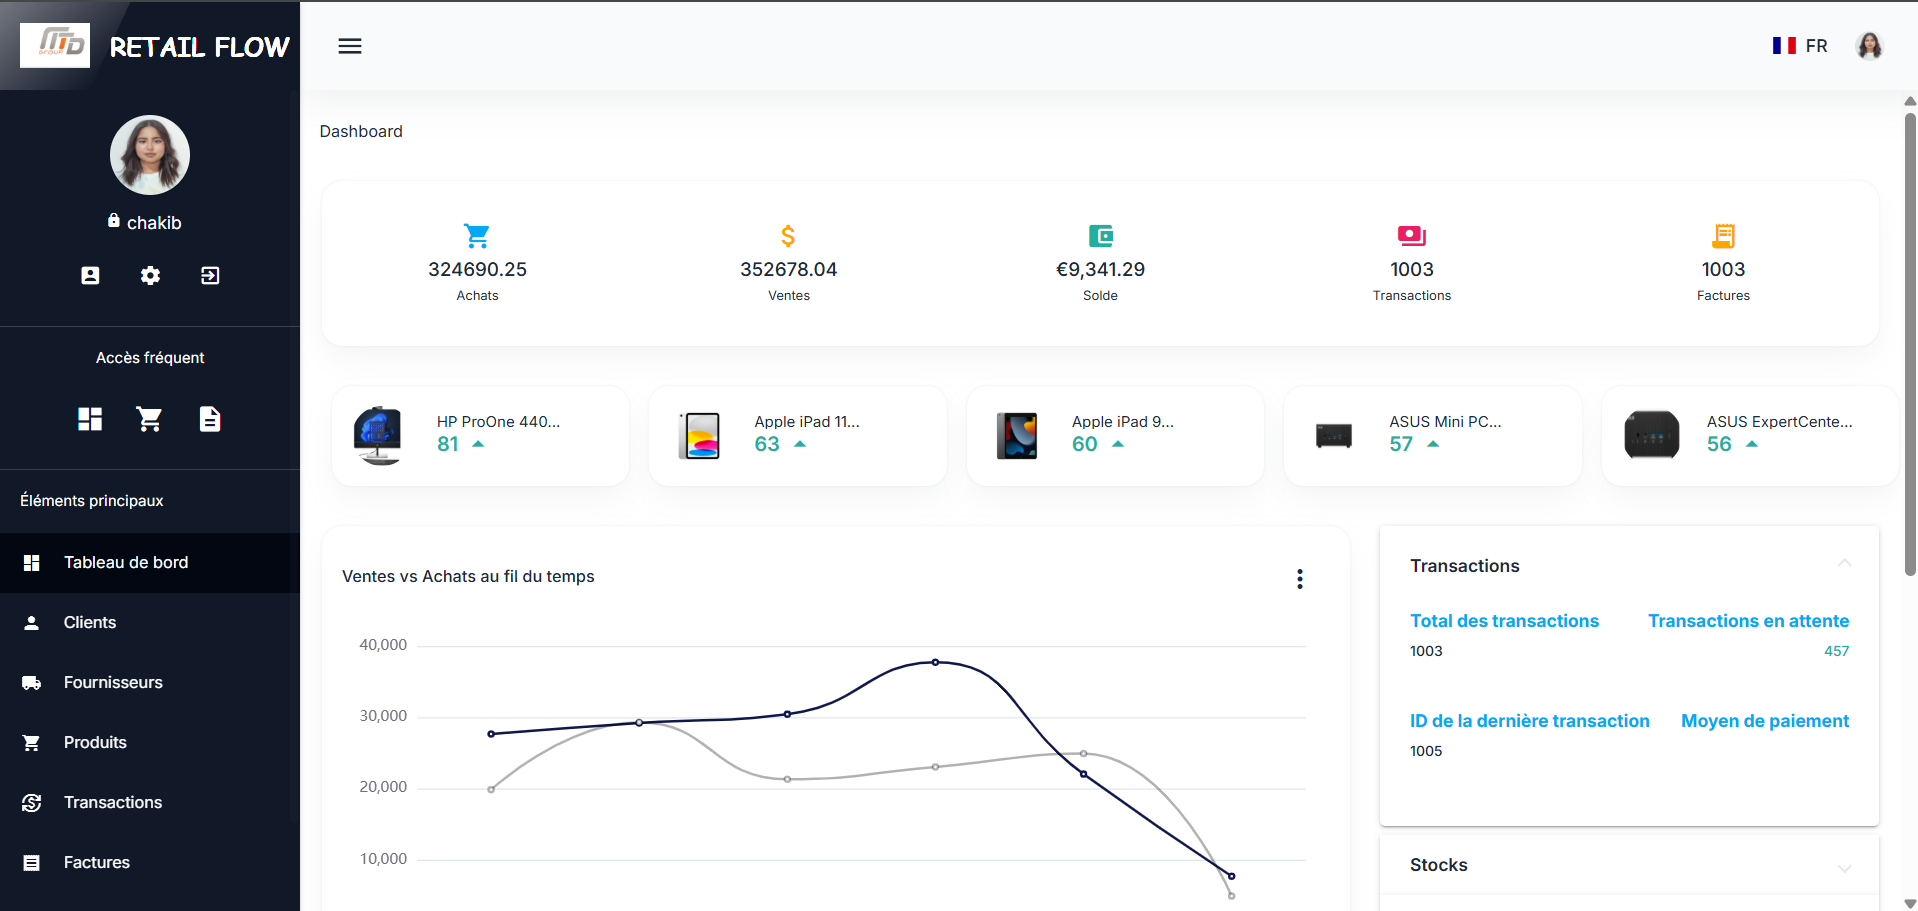 MTD
GROUP
RETAIL FLOW
FR
chakib
Accès fréquent
Éléments principaux
Tableau de bord
Clients
Fournisseurs
Produits
Transactions
Factures
Dashboard
324690.25
Achats
352678.04
Ventes
€9,341.29
Solde
1003
Transactions
1003
Factures
HP ProOne 440...
81
Apple iPad 11...
63
Apple iPad 9...
60
ASUS Mini PC...
57
ASUS ExpertCente...
56
Ventes vs Achats au fil du temps
40,000
30,000
20,000
10,000
Transactions
Total des transactions Transactions en attente
1003 457
ID de la dernière transaction Moyen de paiement
1005
Stocks